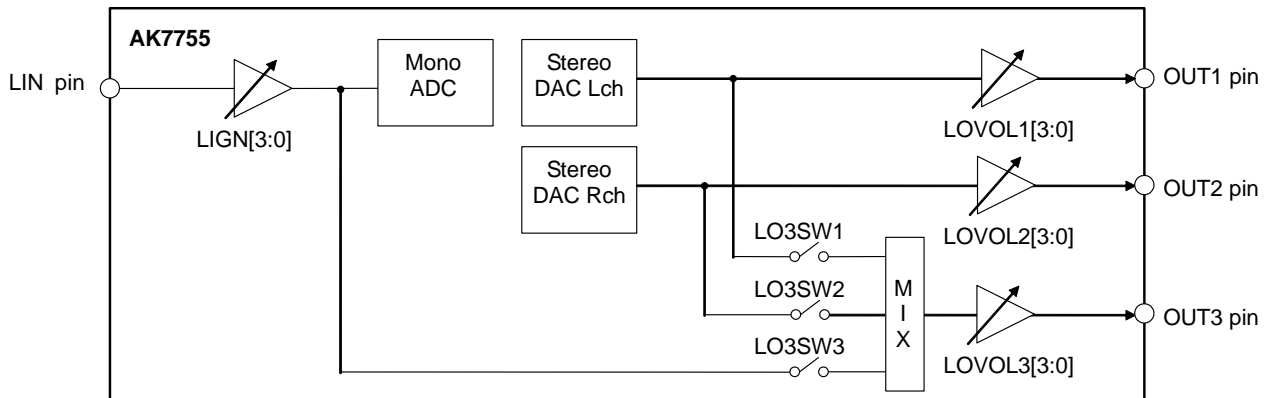 AK7755
LIN pin
LIGN[3:0]
Mono
ADC
Stereo
DAC Lch
Stereo
DAC Rch
LOVOL1[3:0]
OUT1 pin
LOVOL2[3:0]
OUT2 pin
LO3SW1
LO3SW2
LO3SW3
M
I
X
LOVOL3[3:0]
OUT3 pin